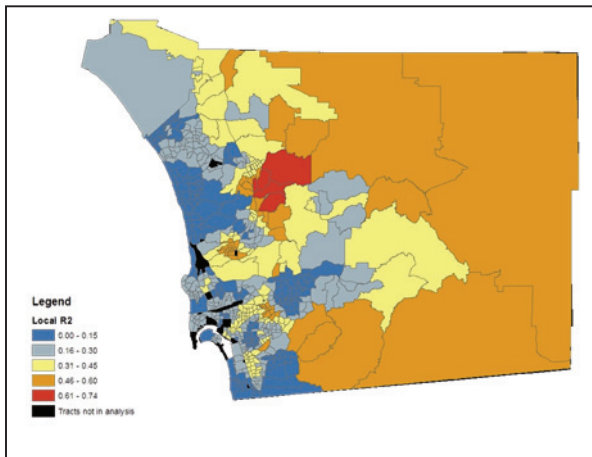 Legend
Local R2
0.00 - 0.15
0.16 - 0.30
0.31 - 0.45
0.46 - 0.60
0.61 - 0.74
Tracts not in analysis